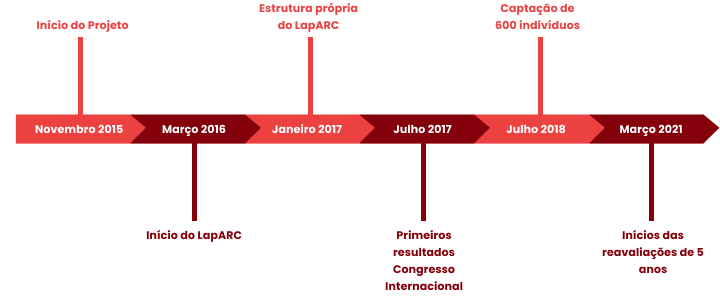 Estrutura própria
do LapARC
Captação de
600 indivíduos
Início do Projeto
Novembro 2015
Março 2016
Janeiro 2017
Julho 2017
Julho 2018
Março 2021
Início do LapARC
Primeiros
resultados
Congresso
Internacional
Inícios das
reavaliações de 5
anos